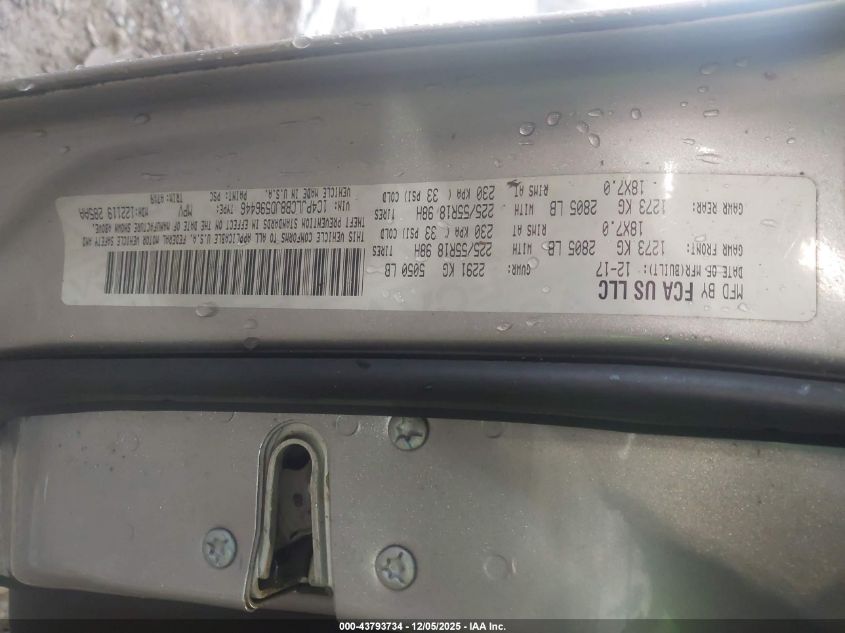 MFD BY FCA US LLC
DATE OF MFR(BUILT): 12-17 GVWR: 2291 KG 5050 LB
GAWR FRONT: 1273 KG 2805 LB WITH 225/55R18 98H TIRES
18X7.0 RIMS AT 230 KPA ( 33 PSI) COLD
GAWR REAR: 1273 KG 2805 LB WITH 225/55R18 98H TIRES
18X7.0 RIMS AT 230 KPA ( 33 PSI) COLD
THIS VEHICLE CONFORMS TO ALL APPLICABLE U.S.A. FEDERAL MOTOR VEHICLE SAFETY AND
THEFT PREVENTION STANDARDS IN EFFECT ON THE DATE OF MANUFACTURE SHOWN ABOVE.
VIN: 1C4PJLCB8JD596446 TYPE: MPV MDH: 122119 285AA
VEHICLE MADE IN U.S.A. PAINT: PSC TRIM:
000-43793734 - 12/05/2025 - IAA Inc.